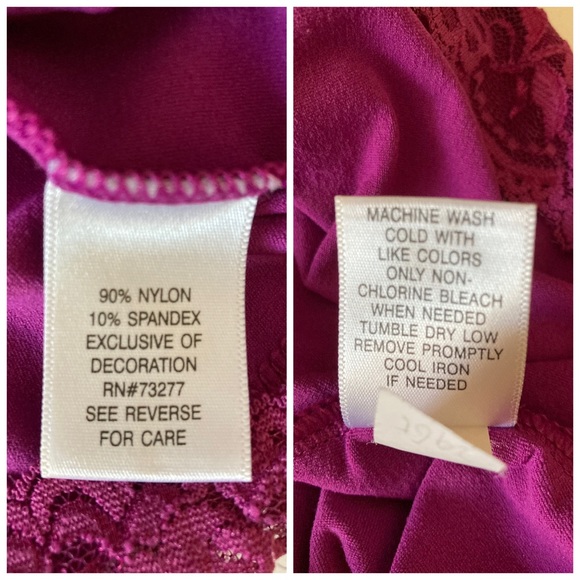 90% NYLON
10% SPANDEX
EXCLUSIVE OF
DECORATION
RN#73277
SEE REVERSE
FOR CARE
MACHINE WASH
COLD WITH
LIKE COLORS
ONLY NON-
CHLORINE BLEACH
WHEN NEEDED
TUMBLE DRY LOW
REMOVE PROMPTLY
COOL IRON
IF NEEDED